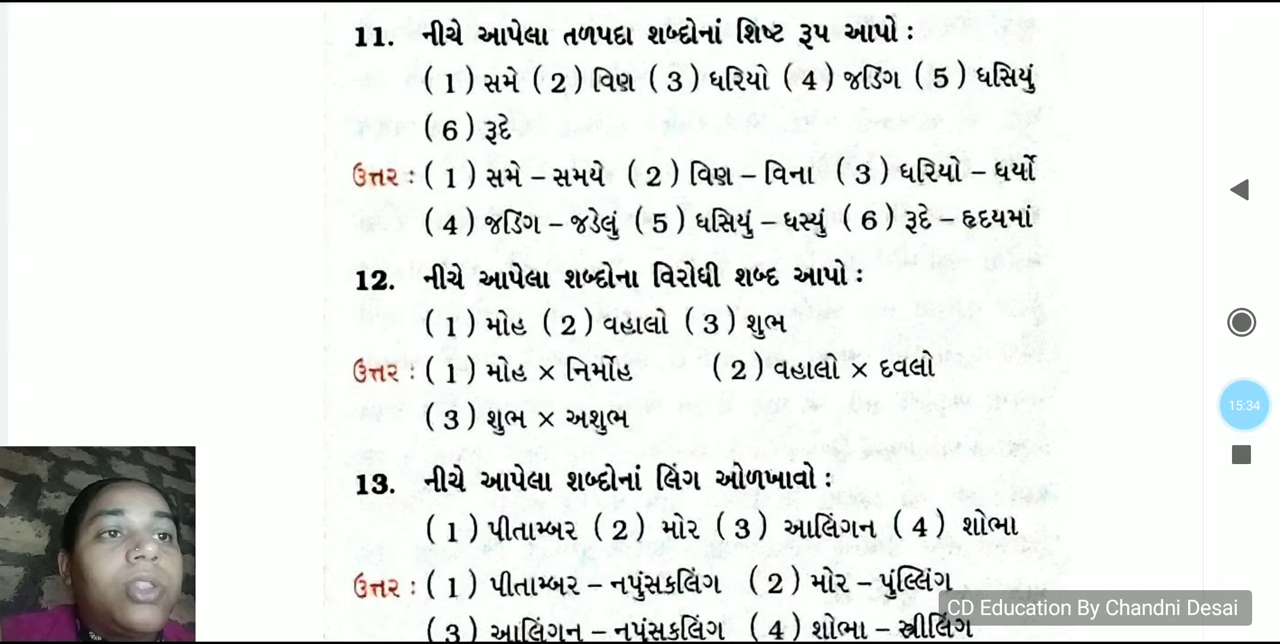 11. નીચે આપેલા તળપદા શબ્દોનાં શિષ્ટ રૂપ આપો :
(1) સમે (2) વિણ (3) ધરિયો (4) જડિંગ (5) ધસિયું
(6) રૂદે
ઉત્તર : (1) સમે – સમયે (2) વિણ – વિના (3) ધરિયો – ધર્યો
(4) જડિંગ – જડેલું (5) ધસિયું – ધસ્યું (6) રૂદે – હૃદયમાં
12. નીચે આપેલા શબ્દોના વિરોધી શબ્દ આપો :
(1) મોહ (2) વહાલો (3) શુભ
ઉત્તર : (1) મોહ × નિર્મોહ (2) વહાલો × દવલો
(3) શુભ × અશુભ
13. નીચે આપેલા શબ્દોનાં લિંગ ઓળખાવો :
(1) પીતામ્બર (2) મોર (3) આલિંગન (4) શોભા
ઉત્તર : (1) પીતામ્બર – નપુંસકલિંગ (2) મોર – પુંલ્લિંગ
(3) આલિંગન – નપુંસકલિંગ (4) શોભા – સ્ત્રીલિંગ
15:34
CD Education By Chandni Desai